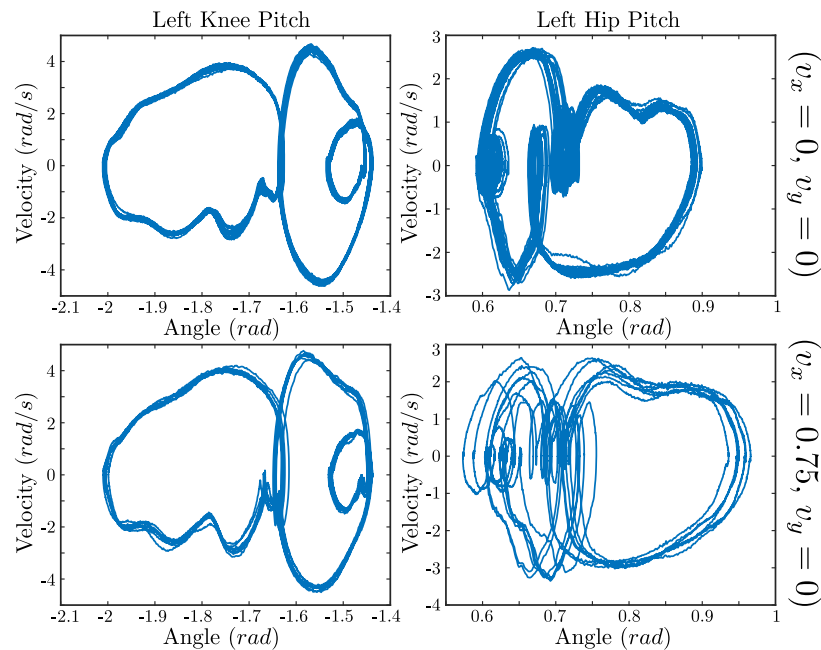 Left Knee Pitch
Left Hip Pitch
Velocity (rad/s)
4
2
0
-2
-4
-2.1 -2 -1.9 -1.8 -1.7 -1.6 -1.5 -1.4
Angle (rad)
Velocity (rad/s)
3
2
1
0
-1
-2
-3
0.6 0.7 0.8 0.9 1
Angle (rad)
(v_x = 0, v_y = 0)
Velocity (rad/s)
4
2
0
-2
-4
-2.1 -2 -1.9 -1.8 -1.7 -1.6 -1.5 -1.4
Angle (rad)
Velocity (rad/s)
3
2
1
0
-1
-2
-3
-4
0.6 0.7 0.8 0.9 1
Angle (rad)
(v_x = 0.75, v_y = 0)